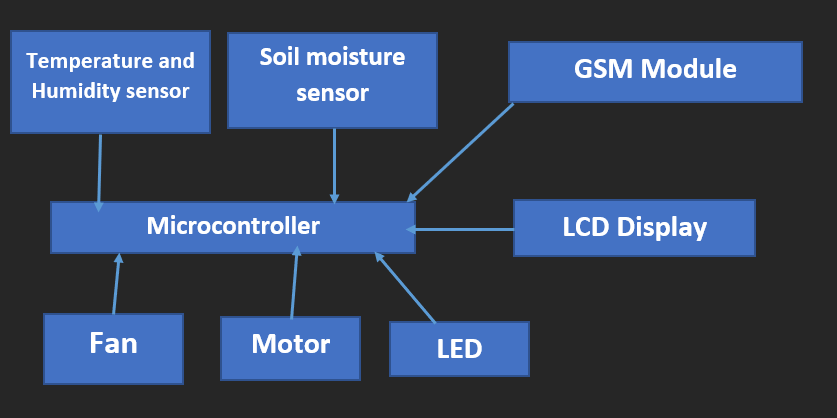 Temperature and
Humidity sensor
Soil moisture
sensor
GSM Module
Microcontroller
LCD Display
Fan
Motor
LED